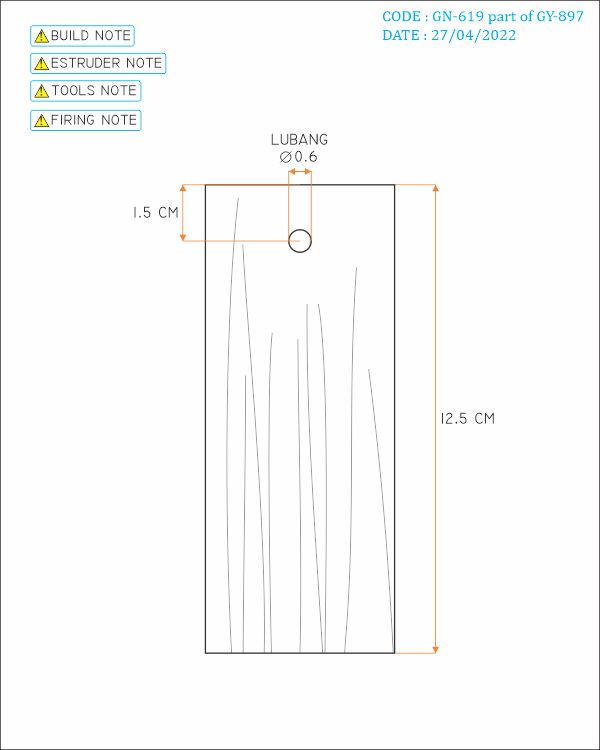 CODE : GN-619 part of GY-897
DATE : 27/04/2022
BUILD NOTE
ESTRUDER NOTE
TOOLS NOTE
FIRING NOTE
LUBANG
∅0.6
1.5 CM
12.5 CM